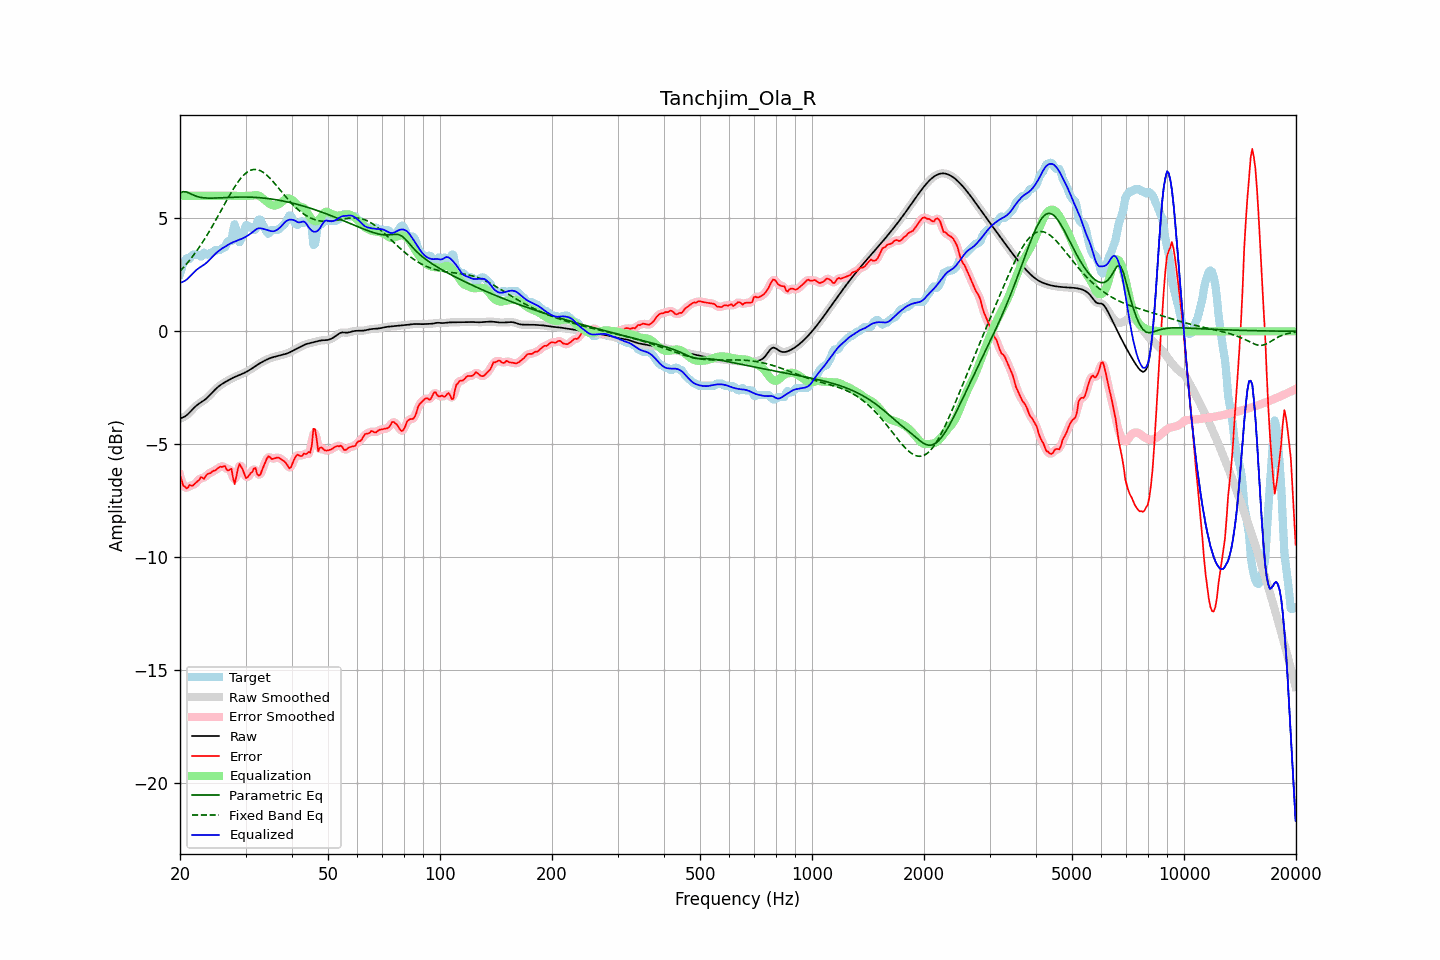 Tanchjim_Ola_R
Amplitude (dBr)
5
0
−5
−10
−15
−20
Target
Raw Smoothed
Error Smoothed
Raw
Error
Equalization
Parametric Eq
Fixed Band Eq
Equalized
20 50 100 200 500 1000 2000 5000 10000 20000
Frequency (Hz)